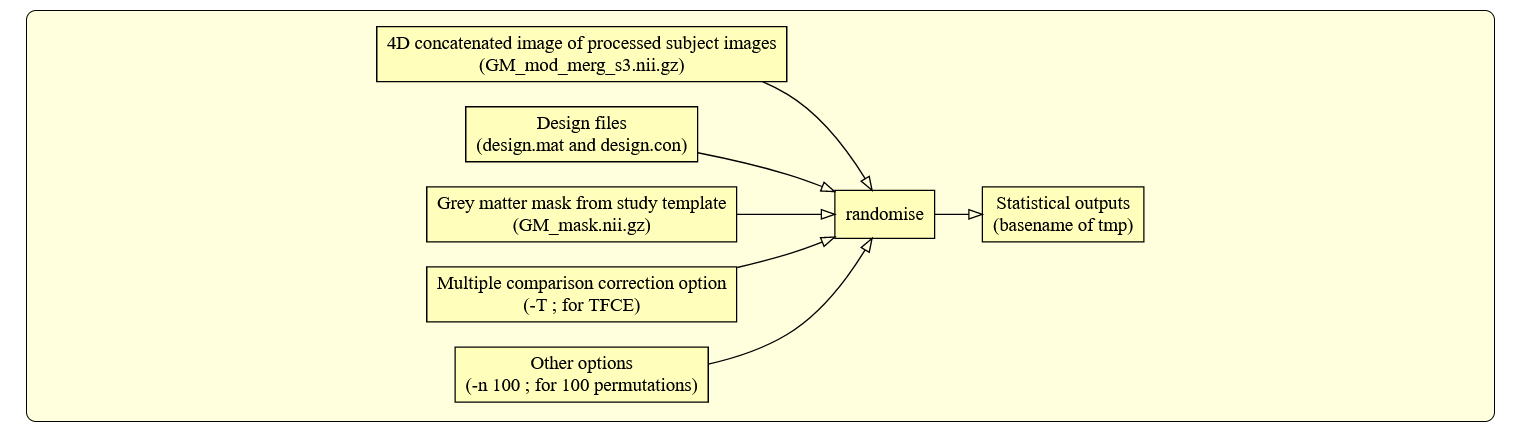 4D concatenated image of processed subject images
(GM_mod_merg_s3.nii.gz)
Design files
(design.mat and design.con)
Grey matter mask from study template
(GM_mask.nii.gz)
Multiple comparison correction option
(-T ; for TFCE)
Other options
(-n 100 ; for 100 permutations)
randomise
Statistical outputs
(basename of tmp)